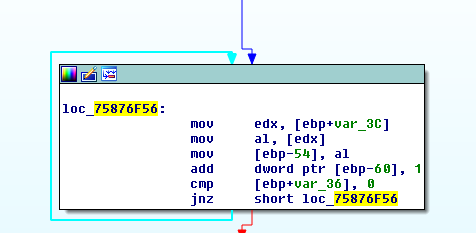 loc_75876F56:
mov edx, [ebp+var_3C]
mov al, [edx]
mov [ebp-54], al
add dword ptr [ebp-60], 1
cmp [ebp+var_36], 0
jnz short loc_75876F56